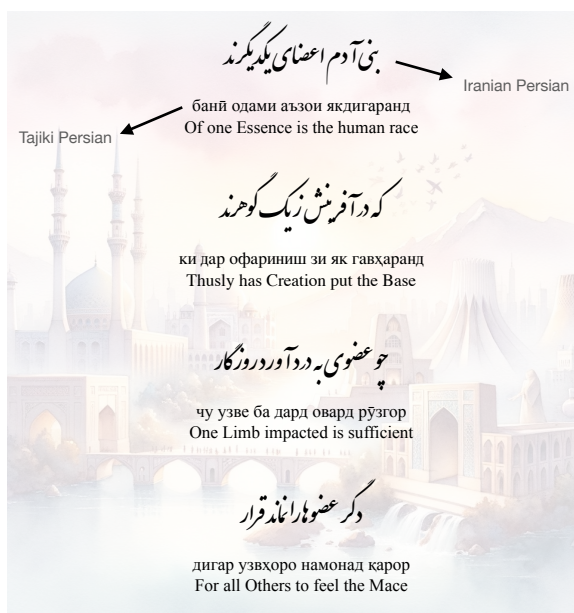 بنی آدم اعضای یکدیگرند
Iranian Persian
банӣ одами аъзои якдигаранд
Of one Essence is the human race
Tajiki Persian
که در آفرینش ز یک گوهرند
ки дар офариниш зи як гавҳаранд
Thusly has Creation put the Base
چو عضوی به درد آورد روزگار
чу узве ба дард овард рӯзгор
One Limb impacted is sufficient
دگر عضوها را نماند قرار
дигар узвҳоро намонад қарор
For all Others to feel the Mace